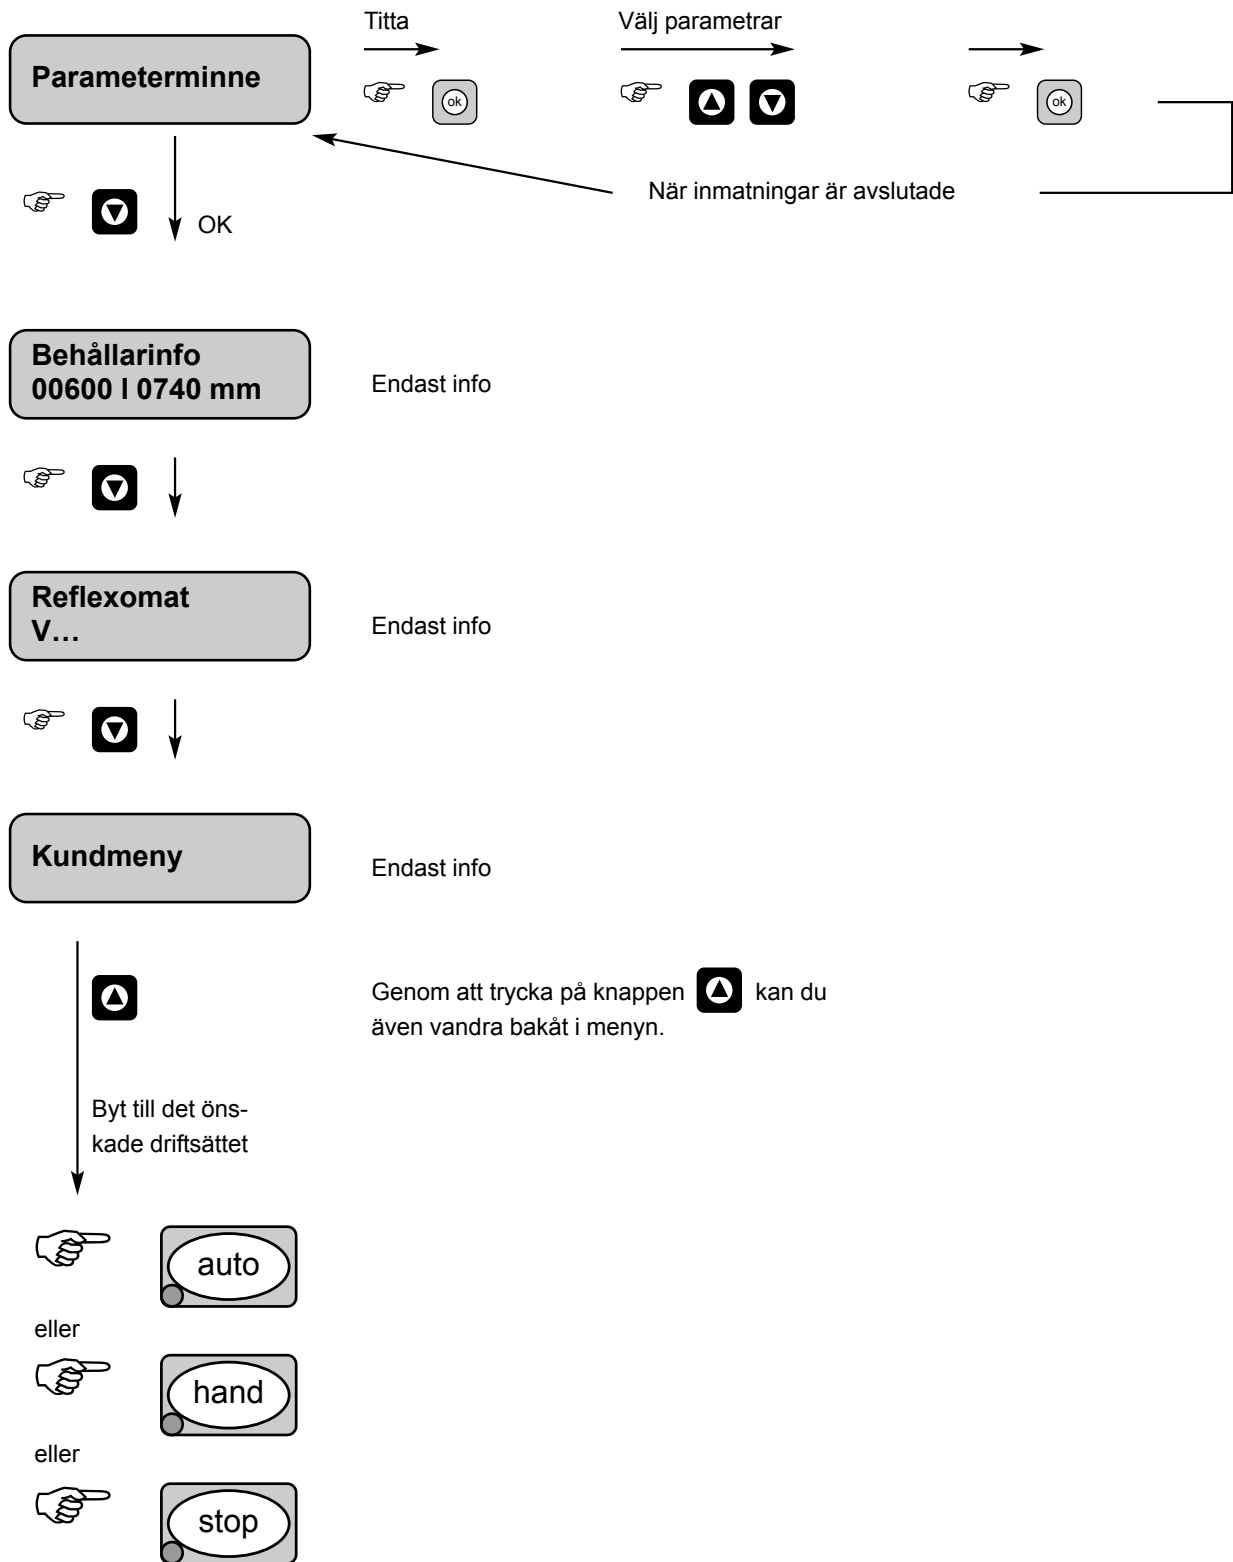 Titta
Välj parametrar
Parameterminne
ok
ok
När inmatningar är avslutade
OK
Behållarinfo
00600 l 0740 mm
Endast info
Reflexomat
V…
Endast info
Kundmeny
Endast info
Genom att trycka på knappen kan du
även vandra bakåt i menyn.
Byt till det öns-
kade driftsättet
auto
eller
hand
eller
stop